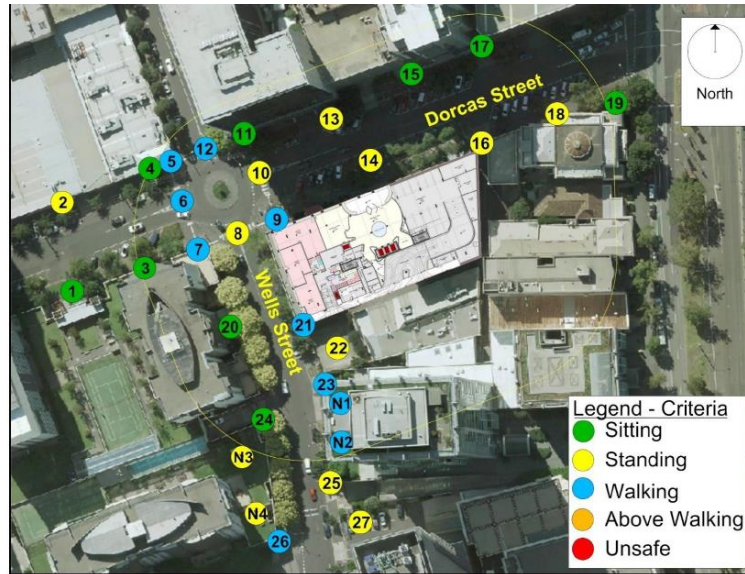 17
North
15
Dorcas Street
19
18
13
11
12
16
14
5
4
10
2
6
9
8
7
3
1
Wells Street
21
20
22
23
N1
Legend - Criteria
Sitting
24
N2
Standing
N3
25
Walking
N4
27
Above Walking
26
Unsafe